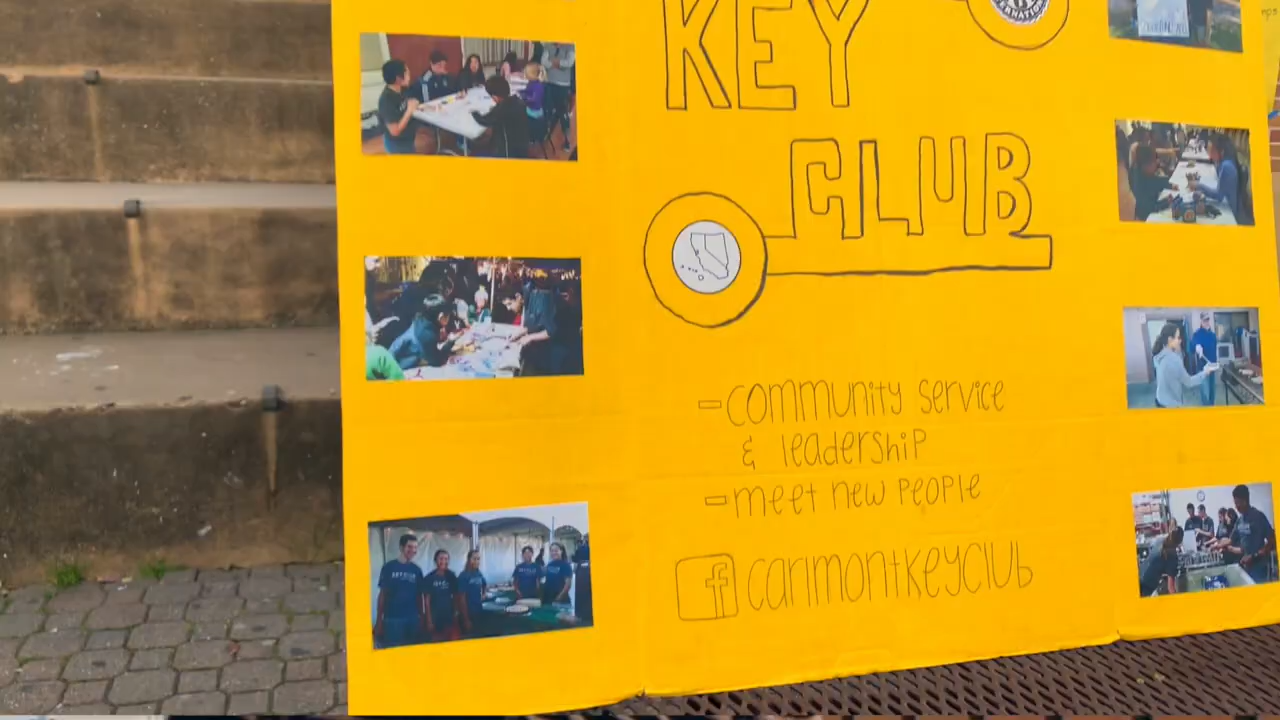 KEY
CLUB
-community service
& leadership
-meet new people
f carlmontkeyclub